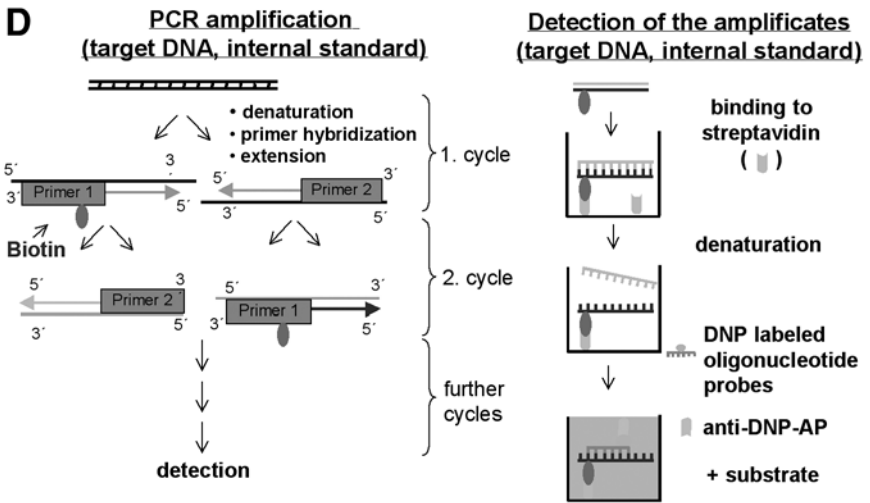 D
PCR amplification
(target DNA, internal standard)
• denaturation
• primer hybridization
• extension
1. cycle
5´
3
´
3´
Primer 1
5´
5´
3´
Primer 2
3´
5´
Biotin
2. cycle
5´
3
´
Primer 2
3´
5´
5´
3´
Primer 1
3´
5´
further
cycles
detection
Detection of the amplificates
(target DNA, internal standard)
binding to
streptavidin
( )
denaturation
DNP labeled
oligonucleotide
probes
anti-DNP-AP
+ substrate